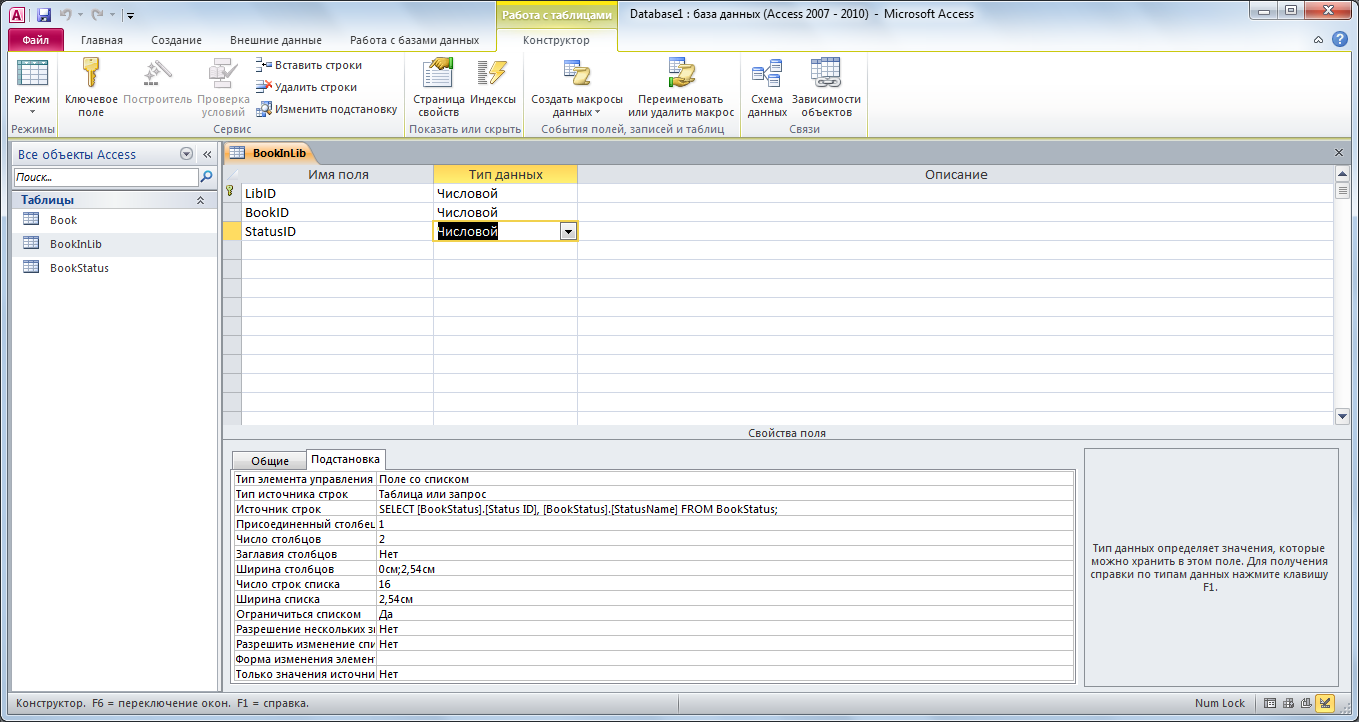 Работа с таблицами
Database1 : база данных (Access 2007 - 2010) - Microsoft Access
Файл Главная Создание Внешние данные Работа с базами данных Конструктор
Режим
Ключевое поле
Построитель
Проверка условий
Вставить строки
Удалить строки
Изменить подстановку
Страница свойств
Индексы
Создать макросы данных
Переименовать или удалить макрос
Схема данных
Зависимости объектов
Режимы Сервис Показать или скрыть События полей, записей и таблиц Связи
Все объекты Access
Поиск...
Таблицы
Book
BookInLib
BookStatus
BookInLib
Имя поля Тип данных Описание
LibID Числовой
BookID Числовой
StatusID Числовой
Свойства поля
Общие Подстановка
Тип элемента управления Поле со списком
Тип источника строк Таблица или запрос
Источник строк SELECT [BookStatus].[Status ID], [BookStatus].[StatusName] FROM BookStatus;
Присоединенный столбец 1
Число столбцов 2
Заглавия столбцов Нет
Ширина столбцов 0см;2,54см
Число строк списка 16
Ширина списка 2,54см
Ограничиться списком Да
Разрешение нескольких зн Нет
Разрешить изменение спи Нет
Форма изменения элемент
Только значения источни Нет
Тип данных определяет значения, которые
можно хранить в этом поле. Для получения
справки по типам данных нажмите клавишу
F1.
Конструктор. F6 = переключение окон. F1 = справка. Num Lock